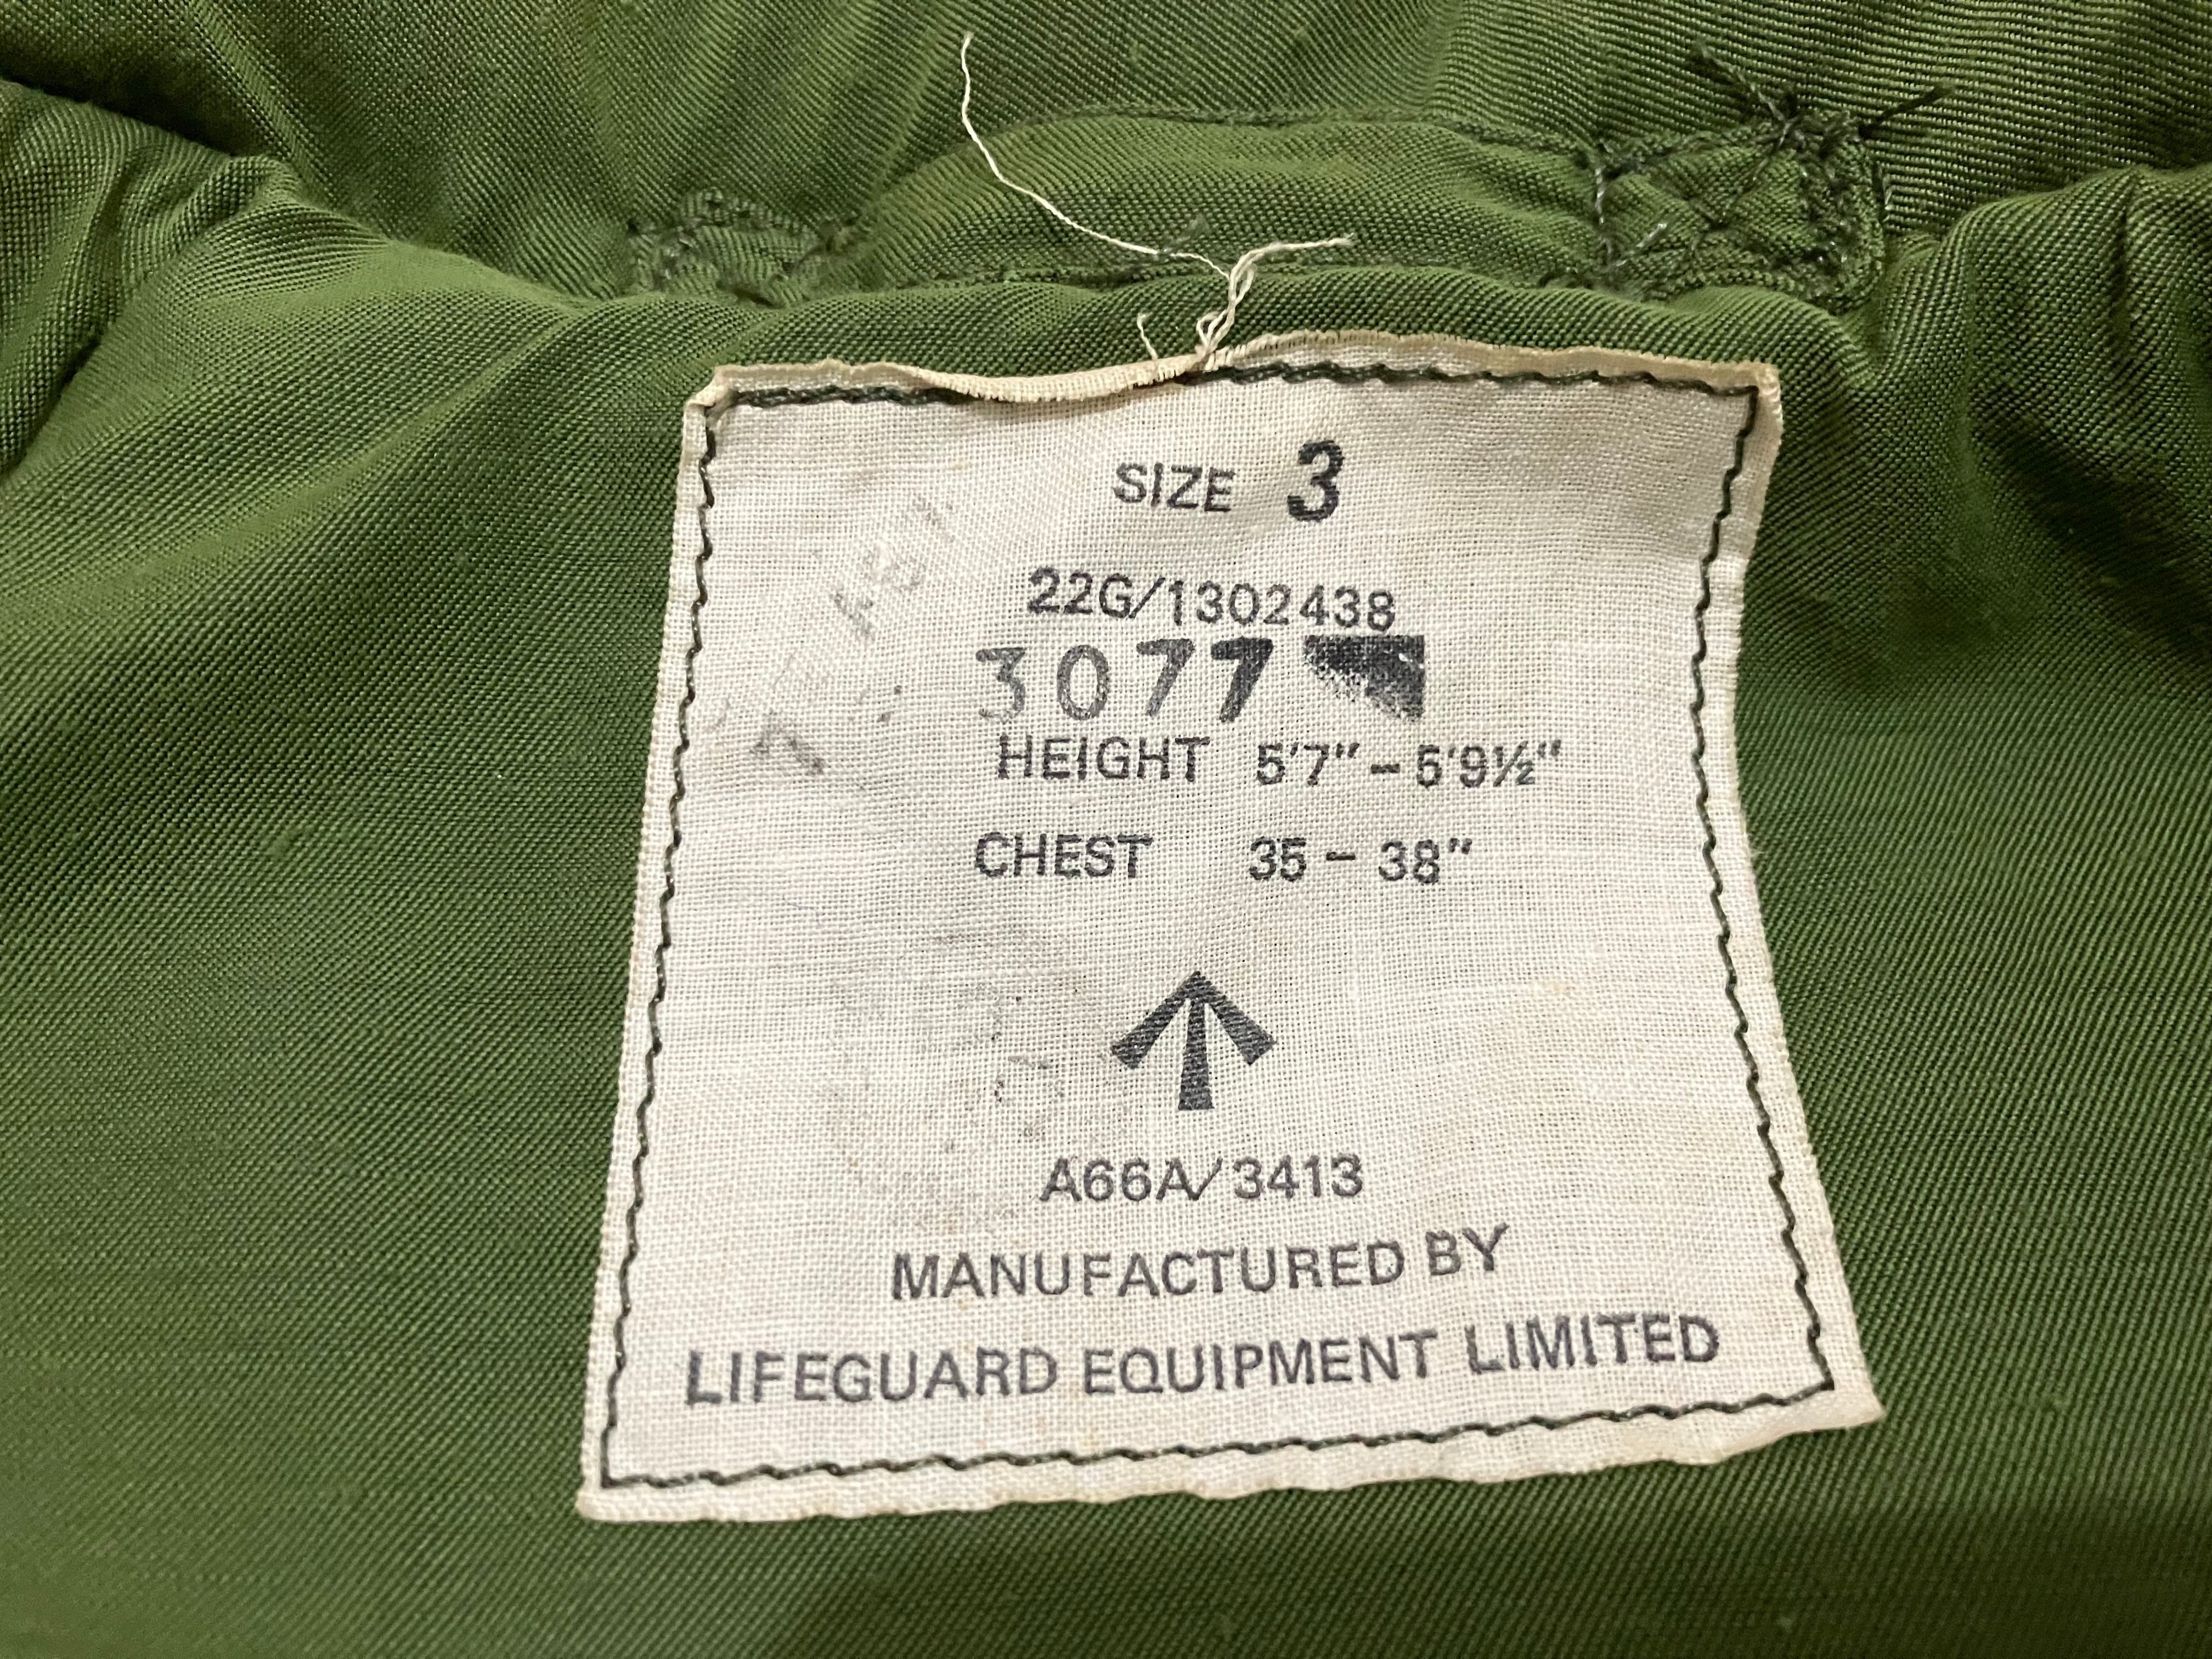 SIZE 3
22G/1302438
3077
HEIGHT 5'7" - 5'9½"
CHEST 35 - 38"
A66A/3413
MANUFACTURED BY
LIFEGUARD EQUIPMENT LIMITED